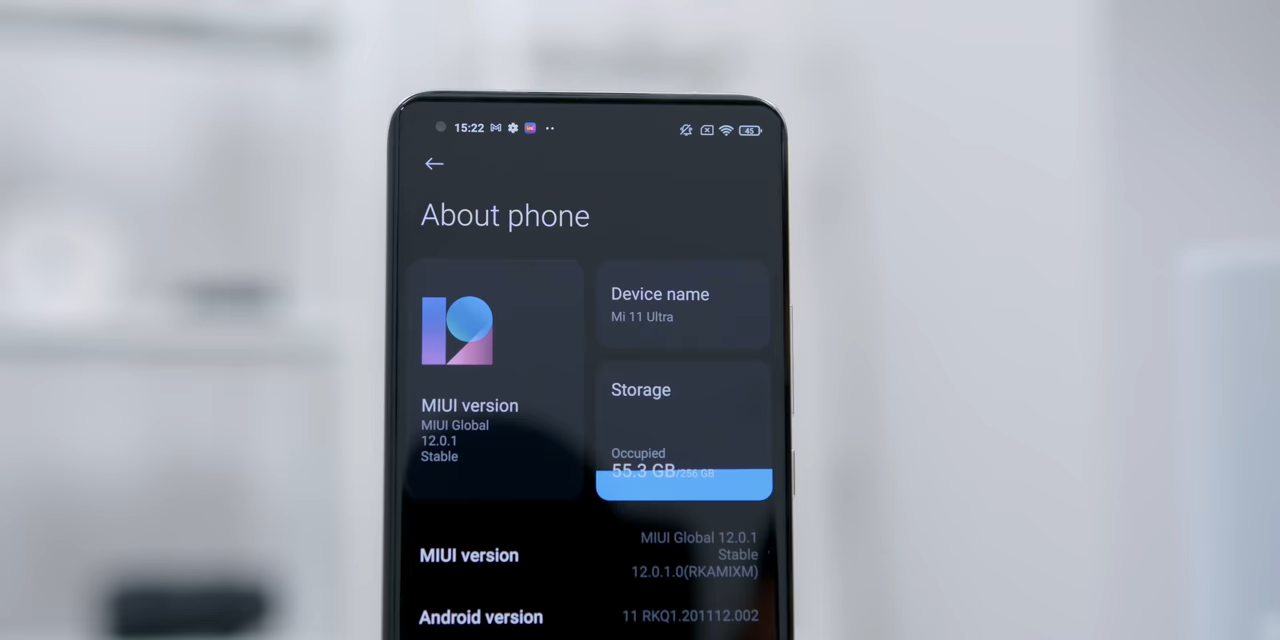 15:22
45
About phone
12
MIUI version
MIUI Global
12.0.1
Stable
Device name
Mi 11 Ultra
Storage
Occupied
55.3 GB/256 GB
MIUI version
MIUI Global 12.0.1
Stable
12.0.1.0(RKAMIXM)
Android version
11 RKQ1.201112.002